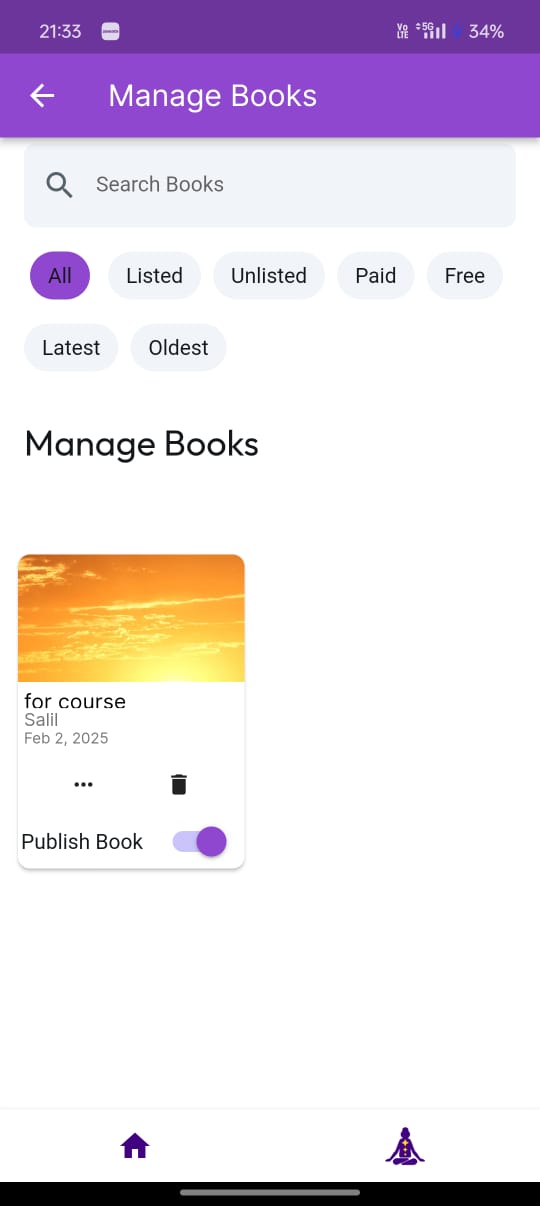 21:33
Vo LTE 5G 34%
Manage Books
Search Books
All Listed Unlisted Paid Free
Latest Oldest
Manage Books
for course
Salil
Feb 2, 2025
Publish Book